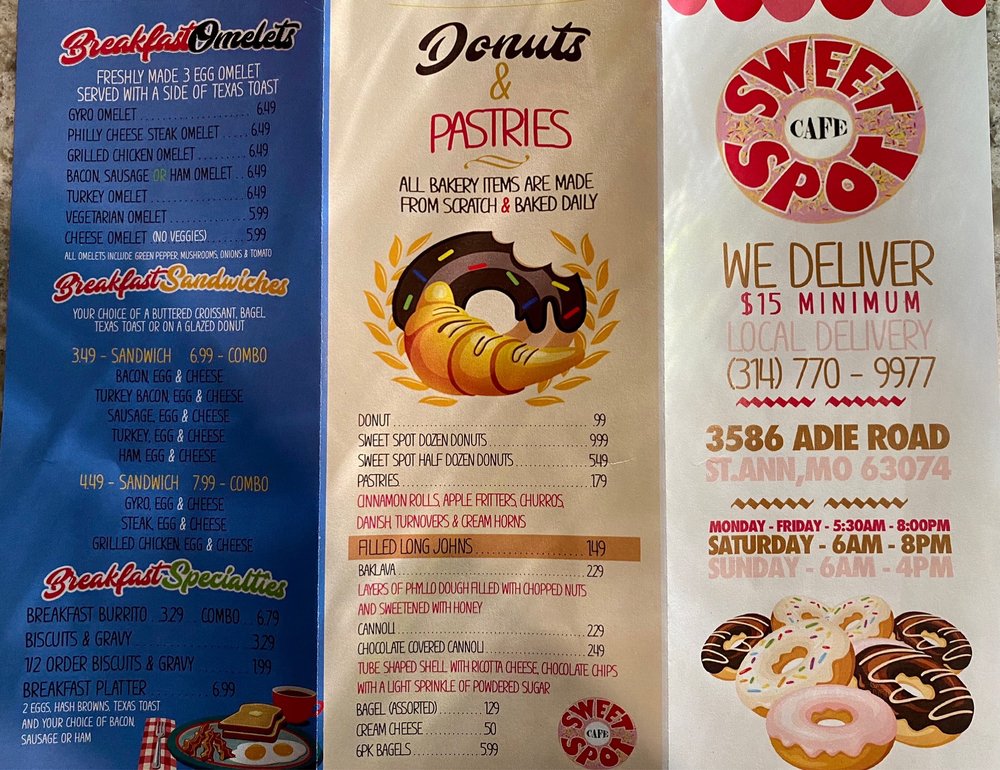 Breakfast Omelets
FRESHLY MADE 3 EGG OMELET
SERVED WITH A SIDE OF TEXAS TOAST
GYRO OMELET ........................ 6.49
PHILLY CHEESE STEAK OMELET ..... 6.49
GRILLED CHICKEN OMELET .......... 6.49
BACON, SAUSAGE OR HAM OMELET .. 6.49
TURKEY OMELET .................... 6.49
VEGETARIAN OMELET ............... 5.99
CHEESE OMELET (NO VEGGIES) ........ 5.99
ALL OMELETS INCLUDE GREEN PEPPER, MUSHROOMS, ONIONS & TOMATO
Breakfast Sandwiches
YOUR CHOICE OF A BUTTERED CROISSANT, BAGEL,
TEXAS TOAST OR ON A GLAZED DONUT
3.49 - SANDWICH 6.99 - COMBO
BACON, EGG & CHEESE
TURKEY BACON, EGG & CHEESE
SAUSAGE, EGG & CHEESE
TURKEY, EGG & CHEESE
HAM, EGG & CHEESE
4.49 - SANDWICH 7.99 - COMBO
GYRO, EGG & CHEESE
STEAK, EGG & CHEESE
GRILLED CHICKEN, EGG & CHEESE
Breakfast Specialties
BREAKFAST BURRITO ..3.29 COMBO ...6.79
BISCUITS & GRAVY .................... 3.29
1/2 ORDER BISCUITS & GRAVY ........ 1.99
BREAKFAST PLATTER ......... 6.99
2 EGGS, HASH BROWNS, TEXAS TOAST
AND YOUR CHOICE OF BACON,
SAUSAGE OR HAM
Donuts
&
PASTRIES
ALL BAKERY ITEMS ARE MADE
FROM SCRATCH & BAKED DAILY
DONUT ........................ .99
SWEET SPOT DOZEN DONUTS ............ 9.99
SWEET SPOT HALF DOZEN DONUTS ........ 5.49
PASTRIES ........................ 1.79
CINNAMON ROLLS, APPLE FRITTERS, CHURROS,
DANISH, TURNOVERS & CREAM HORNS
FILLED LONG JOHNS ................ 1.49
BAKLAVA ........................ 2.29
LAYERS OF PHYLLO DOUGH FILLED WITH CHOPPED NUTS
AND SWEETENED WITH HONEY
CANNOLI ........................ 2.29
CHOCOLATE COVERED CANNOLI ............ 2.49
TUBE SHAPED SHELL WITH RICOTTA CHEESE, CHOCOLATE CHIPS
WITH A LIGHT SPRINKLE OF POWDERED SUGAR
BAGEL (ASSORTED) .......... 1.29
CREAM CHEESE ............ .50
6PK BAGELS .............. 5.99
SWEET
CAFE
SPOT
SWEET
CAFE
SPOT
WE DELIVER
$15 MINIMUM
LOCAL DELIVERY
(314) 770 - 9977
3586 ADIE ROAD
ST.ANN,MO 63074
MONDAY - FRIDAY - 5:30AM - 8:00PM
SATURDAY - 6AM - 8PM
SUNDAY - 6AM - 4PM